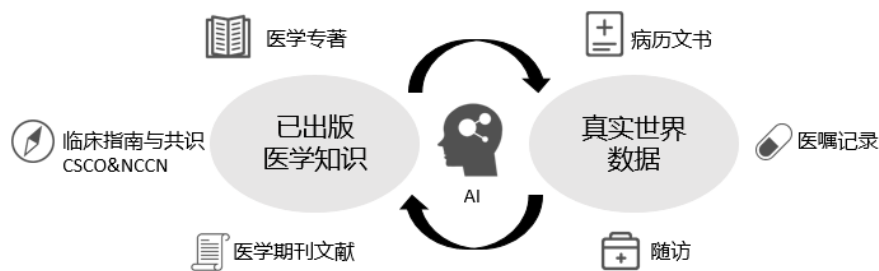 医学专著
病历文书
已出版
医学知识
真实世界
数据
临床指南与共识
CSCO&NCCN
医嘱记录
AI
医学期刊文献
随访